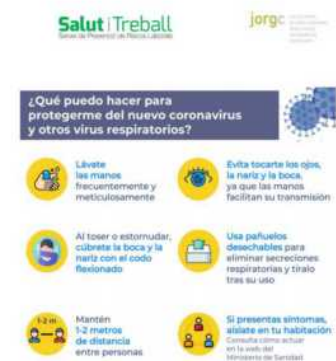 Salut i Treball
Servei de Prevenció de Riscos Laborals
jorgc
¿Qué puedo hacer para
protegerme del nuevo coronavirus
y otros virus respiratorios?
Lávate
las manos
frecuentemente y
meticulosamente
Evita tocarte los ojos,
la nariz y la boca,
ya que las manos
facilitan su transmisión
Al toser o estornudar,
cúbrete la boca y la
nariz con el codo
flexionado
Usa pañuelos
desechables para
eliminar secreciones
respiratorias y tíralo
tras su uso
1-2 m
Mantén
1-2 metros
de distancia
entre personas
Si presentas síntomas,
aíslate en tu habitación
Consulta cómo actuar
en la web del
Ministerio de Sanidad